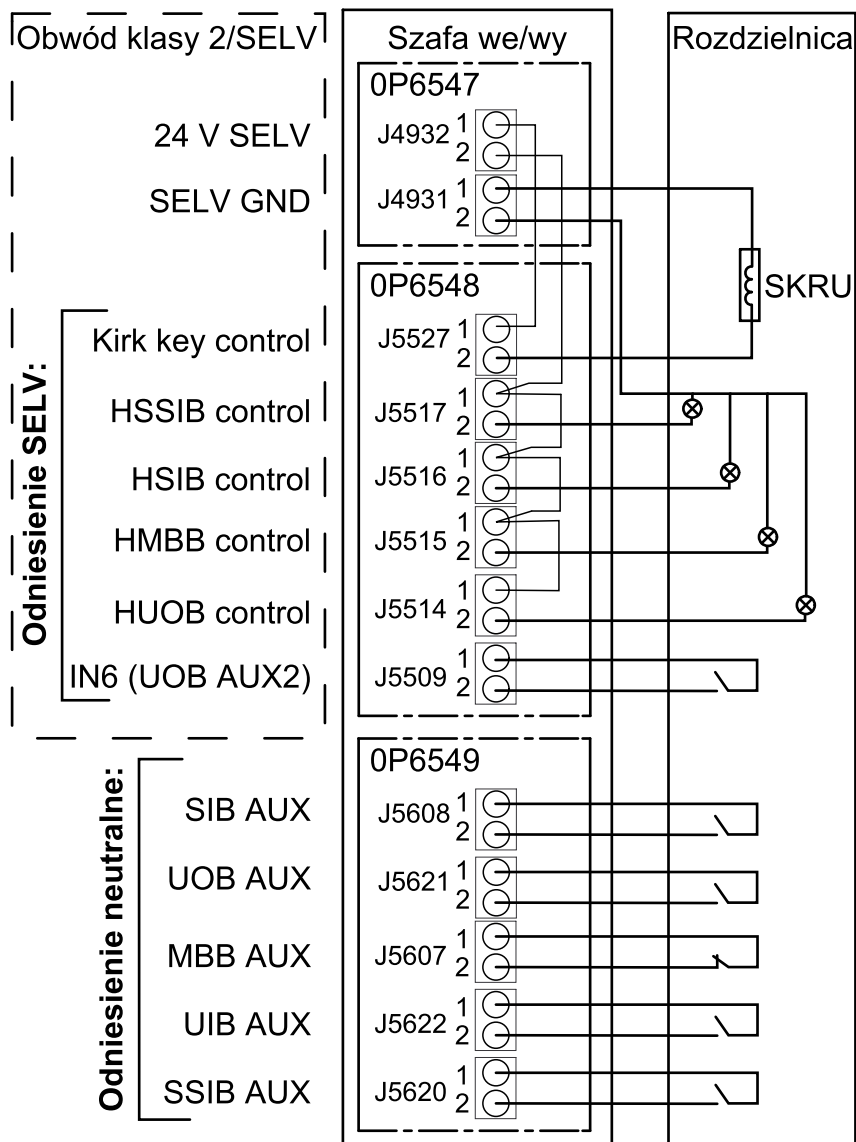 Obwód klasy 2/SELV
Szafa we/wy
Rozdzielnica
0P6547
24 V SELV
J4932
1
2
SELV GND
J4931
1
2
0P6548
SKRU
Odniesienie SELV:
Kirk key control
J5527
1
2
HSSIB control
J5517
1
2
HSIB control
J5516
1
2
HMBB control
J5515
1
2
HUOB control
J5514
1
2
IN6 (UOB AUX2)
J5509
1
2
0P6549
Odniesienie neutralne:
SIB AUX
J5608
1
2
UOB AUX
J5621
1
2
MBB AUX
J5607
1
2
UIB AUX
J5622
1
2
SSIB AUX
J5620
1
2